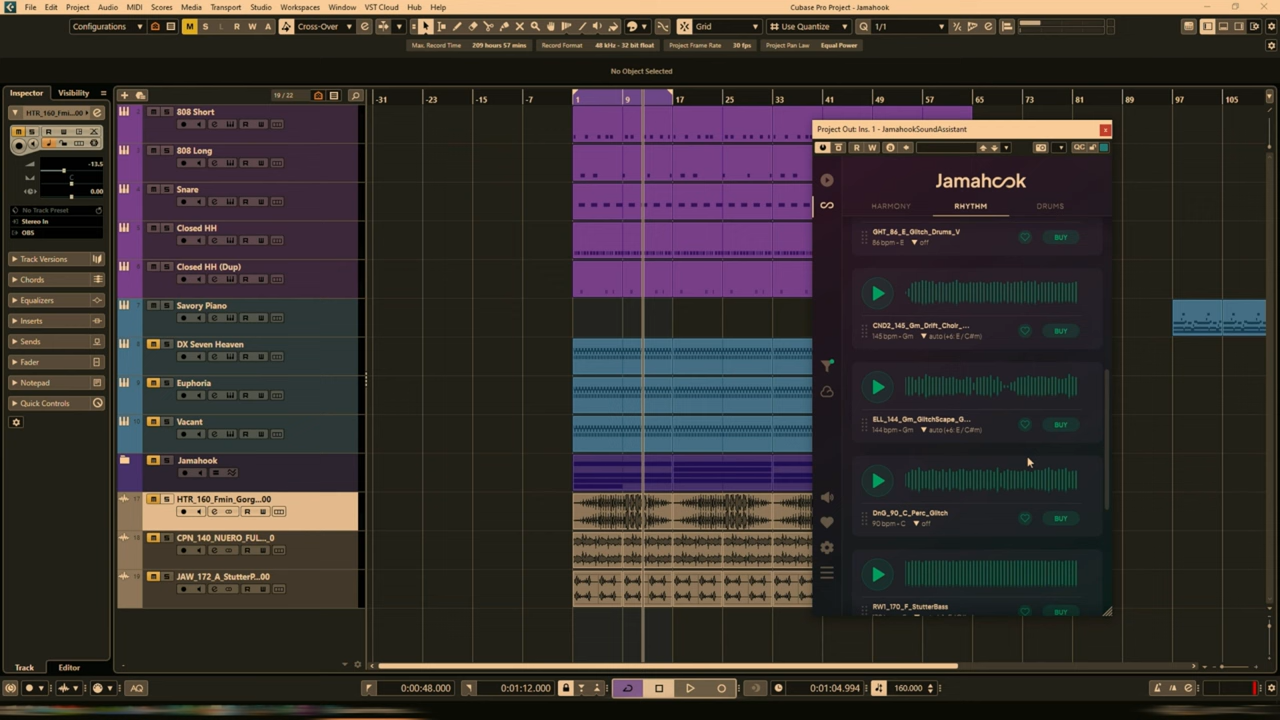 File Edit Project Audio MIDI Scores Media Transport Studio Workspaces Window VST Cloud Hub Help
Cubase Pro Project - Jamahook
Configurations
M S L R W A
Cross-Over
Grid
Use Quantize
1/1
Max. Record Time 209 hours 57 mins Record Format 48 kHz - 32 bit float Project Frame Rate 30 fps Project Pan Law Equal Power
No Object Selected
Inspector Visibility
19 / 22
-31 -23 -15 -7 1 9 17 25 33 41 49 57 65 73 81 89 97 105
HTR_160_Fmi...00
-13.5
0.00
No Track Preset
Stereo In
OBS
Track Versions
Chords
Equalizers
Inserts
Sends
Fader
Notepad
Quick Controls
808 Short
808 Long
Snare
Closed HH
Closed HH (Dup)
Savory Piano
DX Seven Heaven
Euphoria
Vacant
Jamahook
HTR_160_Fmin_Gorg...00
CPN_140_NUERO_FUL..._0
JAW_172_A_StutterP...00
Project Out: Ins. 1 - JamahookSoundAssistant
R W
QC
Jamahook
HARMONY RHYTHM DRUMS
GHT_86_E_Glitch_Drums_V
86 bpm - E off
BUY
CND2_145_Gm_Drift_Choir_...
145 bpm - Gm auto (+6: E / C#m)
BUY
ELL_144_Gm_GlitchScape_G...
144 bpm - Gm auto (+6: E / C#m)
BUY
DnG_90_C_Perc_Glitch
90 bpm - C off
BUY
RW1_170_F_StutterBass
BUY
Track Editor
AQ
0:00:48.000
0:01:12.000
0:01:04.994
160.000